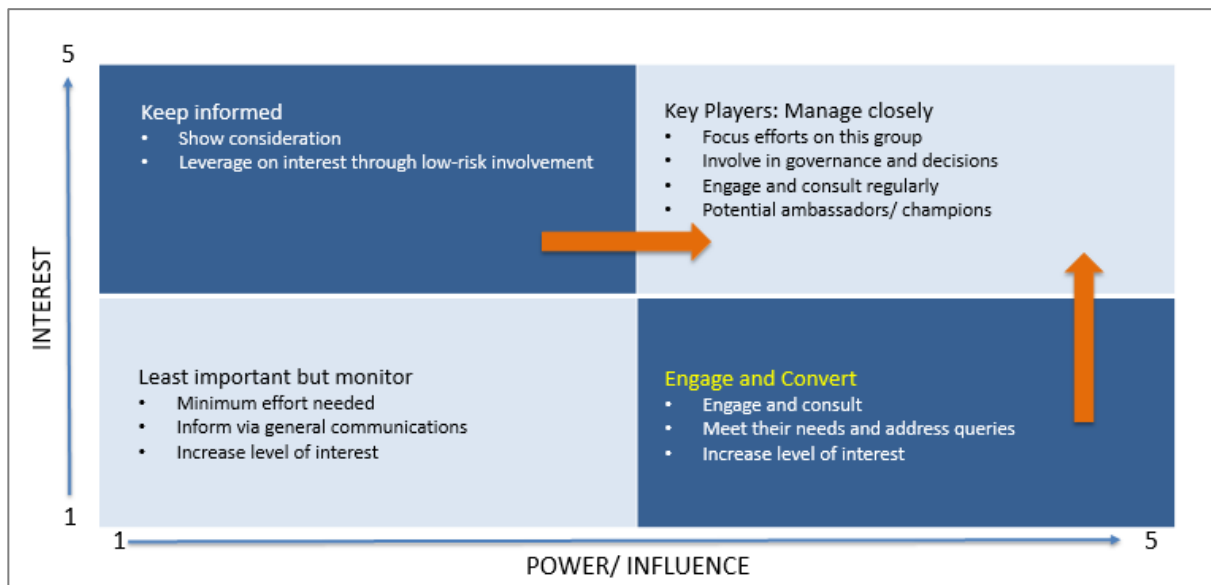 5
Keep informed
• Show consideration
• Leverage on interest through low-risk involvement
Key Players: Manage closely
• Focus efforts on this group
• Involve in governance and decisions
• Engage and consult regularly
• Potential ambassadors/ champions
INTEREST
Least important but monitor
• Minimum effort needed
• Inform via general communications
• Increase level of interest
Engage and Convert
• Engage and consult
• Meet their needs and address queries
• Increase level of interest
1
1
5
POWER/ INFLUENCE